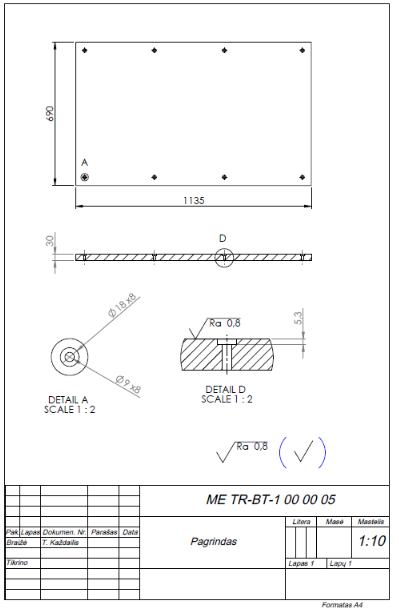 690
A
1135
30
D
Ø18 x8
Ø9 x8
Ra 0,8
5,3
DETAIL A
SCALE 1 : 2
DETAIL D
SCALE 1 : 2
Ra 0,8
ME TR-BT-1 00 00 05
Litera Masė Mastelis
Pak. Lapas Dokumen. Nr. Parašas Data
Braižė T. Každailis
Pagrindas
1:10
Tikrino
Lapas 1 Lapų 1
Formatas A4